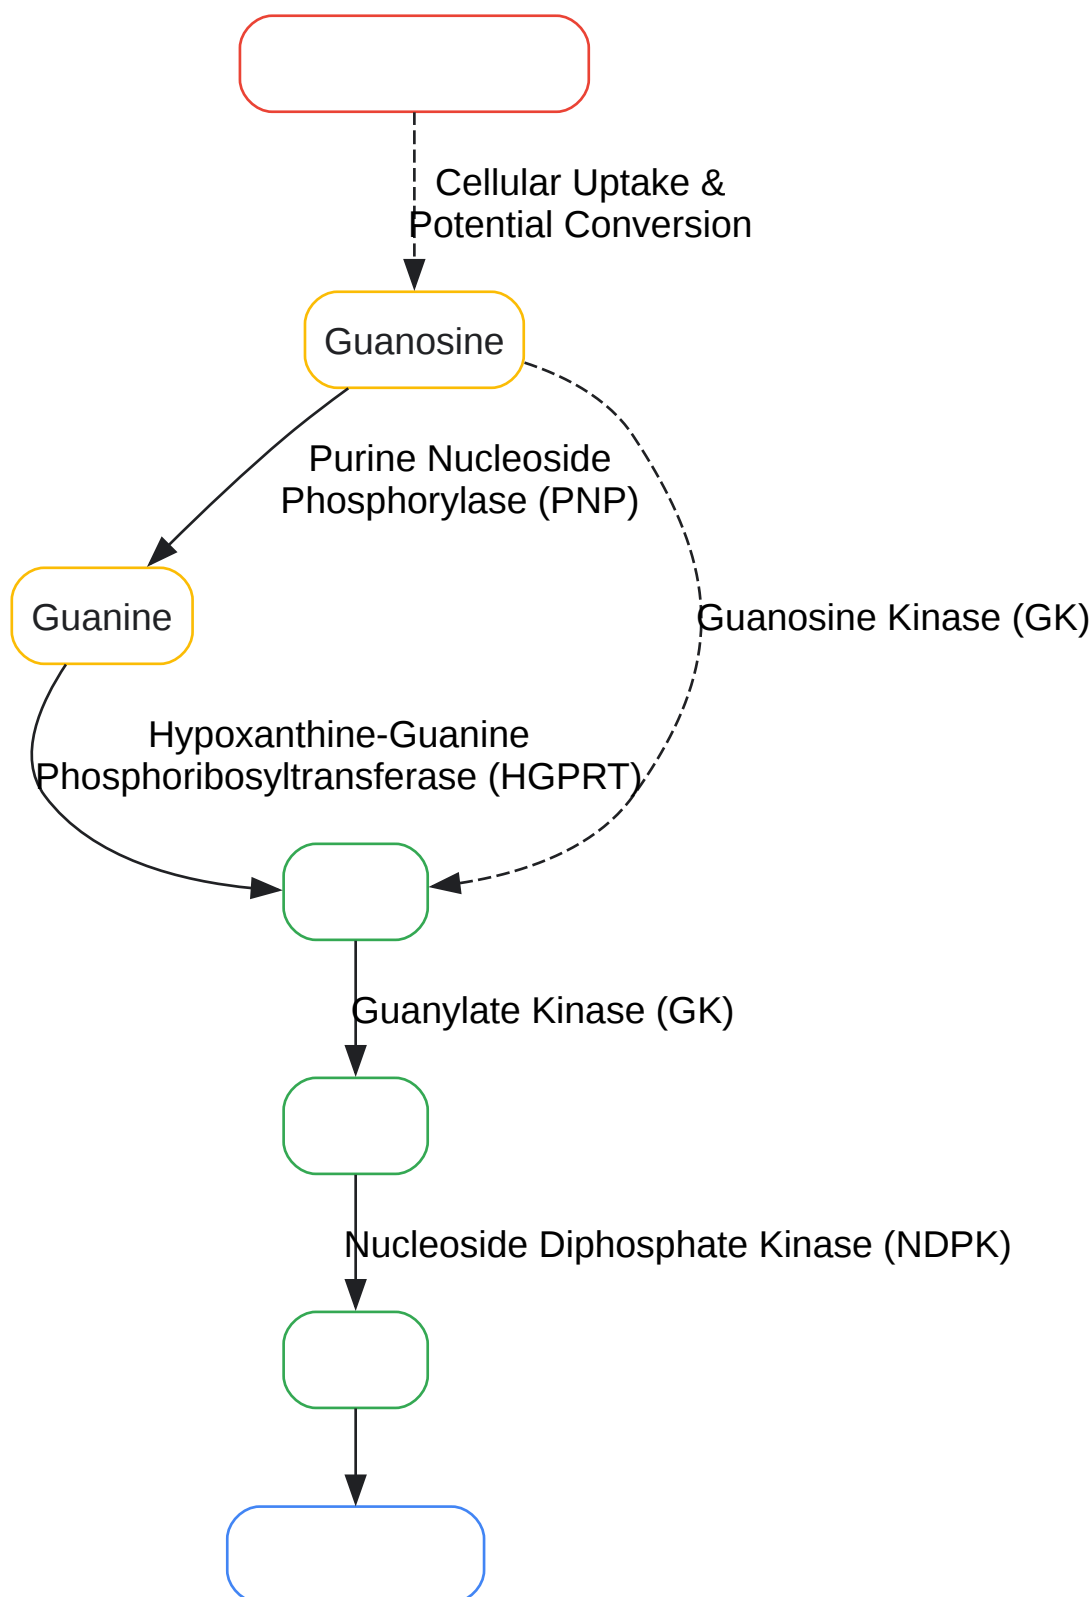 Cellular Uptake &
Potential Conversion
Guanosine
Purine Nucleoside
Phosphorylase (PNP)
Guanine
Guanosine Kinase (GK)
Hypoxanthine-Guanine
Phosphoribosyltransferase (HGPRT)
Guanylate Kinase (GK)
Nucleoside Diphosphate Kinase (NDPK)